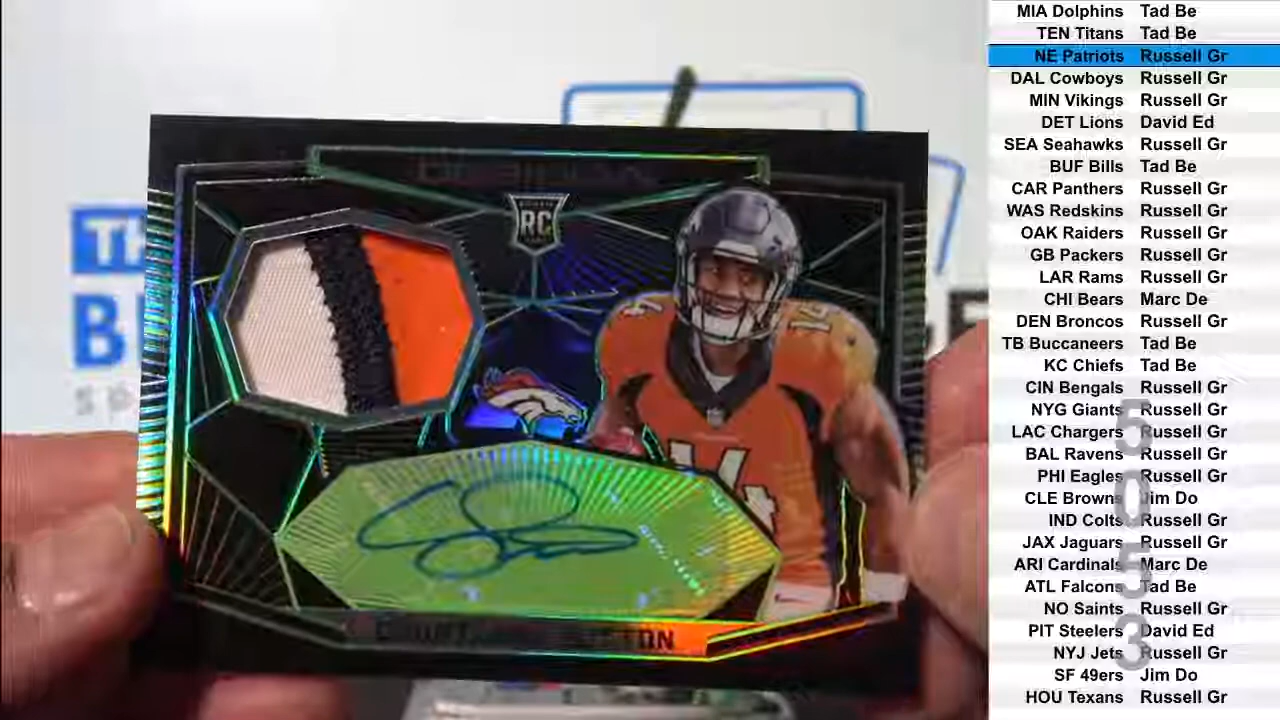 TH
B
SP
RC
14
14
MIA Dolphins Tad Be
TEN Titans Tad Be
NE Patriots Russell Gr
DAL Cowboys Russell Gr
MIN Vikings Russell Gr
DET Lions David Ed
SEA Seahawks Russell Gr
BUF Bills Tad Be
CAR Panthers Russell Gr
WAS Redskins Russell Gr
OAK Raiders Russell Gr
GB Packers Russell Gr
LAR Rams Russell Gr
CHI Bears Marc De
DEN Broncos Russell Gr
TB Buccaneers Tad Be
KC Chiefs Tad Be
CIN Bengals Russell Gr
NYG Giants Russell Gr
LAC Chargers Russell Gr
BAL Ravens Russell Gr
PHI Eagles Russell Gr
CLE Browns Jim Do
IND Colts Russell Gr
JAX Jaguars Russell Gr
ARI Cardinals Marc De
ATL Falcons Tad Be
NO Saints Russell Gr
PIT Steelers David Ed
NYJ Jets Russell Gr
SF 49ers Jim Do
HOU Texans Russell Gr